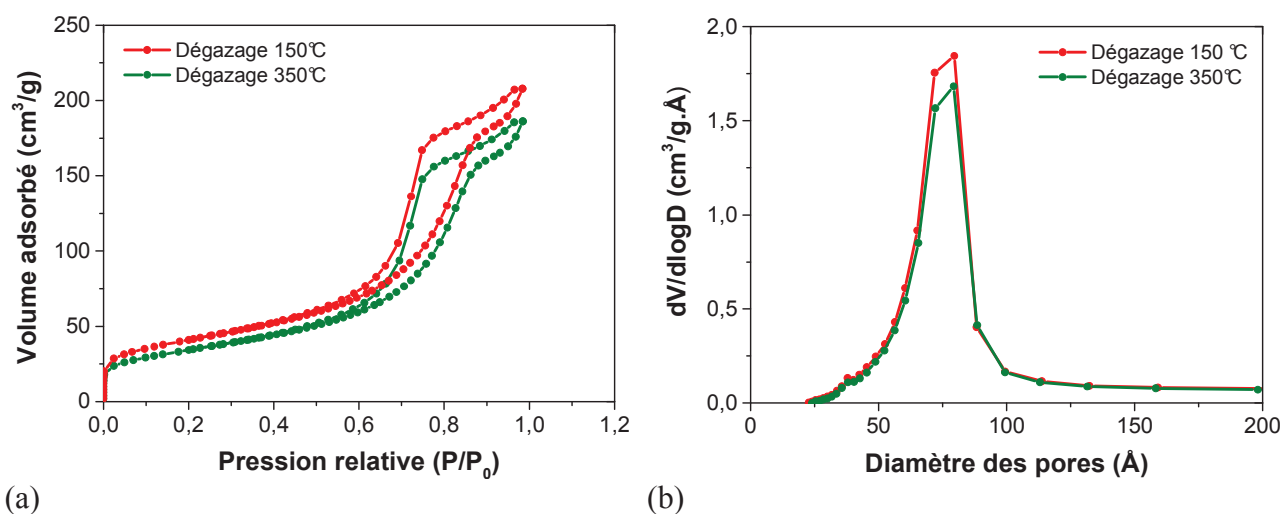 250
200
150
100
50
0
Volume adsorbé (cm³/g)
Dégazage 150°C
Dégazage 350°C
0,0 0,2 0,4 0,6 0,8 1,0 1,2
Pression relative (P/P₀)
(a)
2,0
1,5
1,0
0,5
0,0
dV/dlogD (cm³/g.Å)
Dégazage 150 °C
Dégazage 350°C
0 50 100 150 200
Diamètre des pores (Å)
(b)